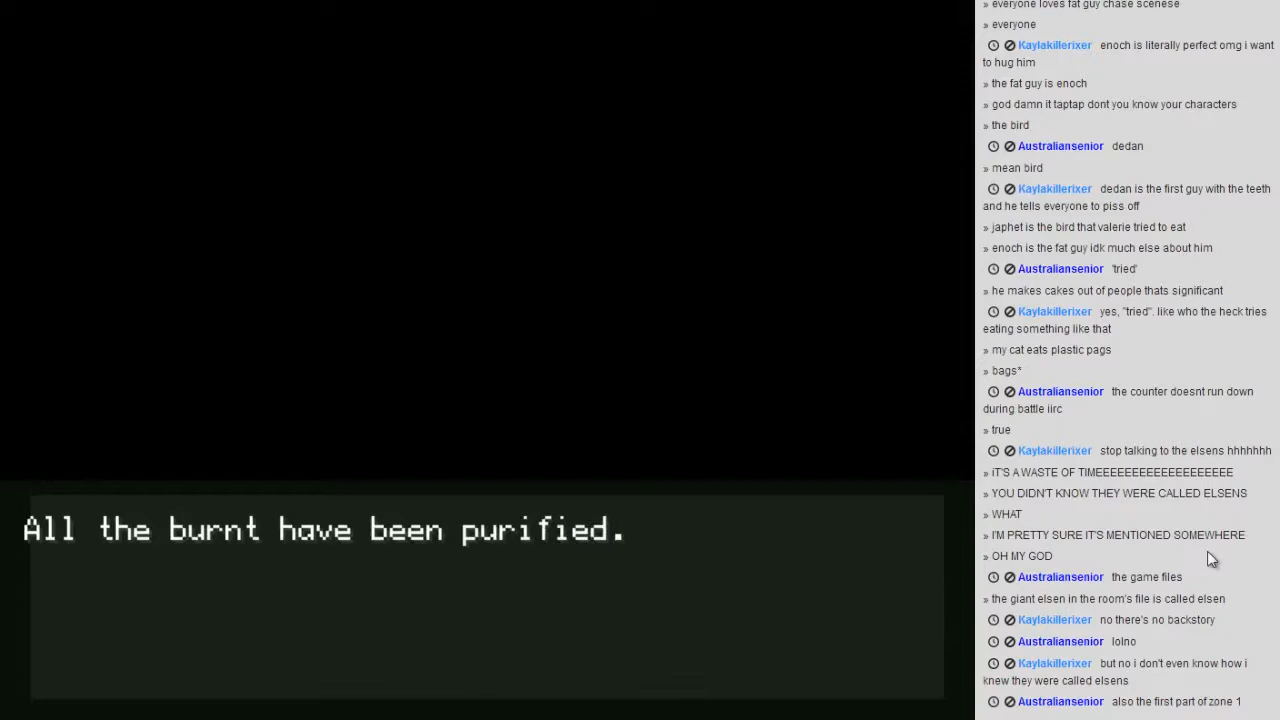 » everyone loves fat guy chase scenese
» everyone
Kaylakillerixer enoch is literally perfect omg i want
to hug him
» the fat guy is enoch
» god damn it taptap dont you know your characters
» the bird
Australiansenior dedan
» mean bird
Kaylakillerixer dedan is the first guy with the teeth
and he tells everyone to piss off
» japhet is the bird that valerie tried to eat
» enoch is the fat guy idk much else about him
Australiansenior 'tried'
» he makes cakes out of people thats significant
Kaylakillerixer yes, "tried". like who the heck tries
eating something like that
» my cat eats plastic pags
» bags*
Australiansenior the counter doesnt run down
during battle iirc
» true
Kaylakillerixer stop talking to the elsens hhhhhhh
» iT'S A WASTE OF TIMEEEEEEEEEEEEEEEEEEE
» YOU DIDN'T KNOW THEY WERE CALLED ELSENS
» WHAT
» I'M PRETTY SURE IT'S MENTIONED SOMEWHERE
» OH MY GOD
Australiansenior the game files
» the giant elsen in the room's file is called elsen
Kaylakillerixer no there's no backstory
Australiansenior lolno
Kaylakillerixer but no i don't even know how i
knew they were called elsens
Australiansenior also the first part of zone 1
All the burnt have been purified.